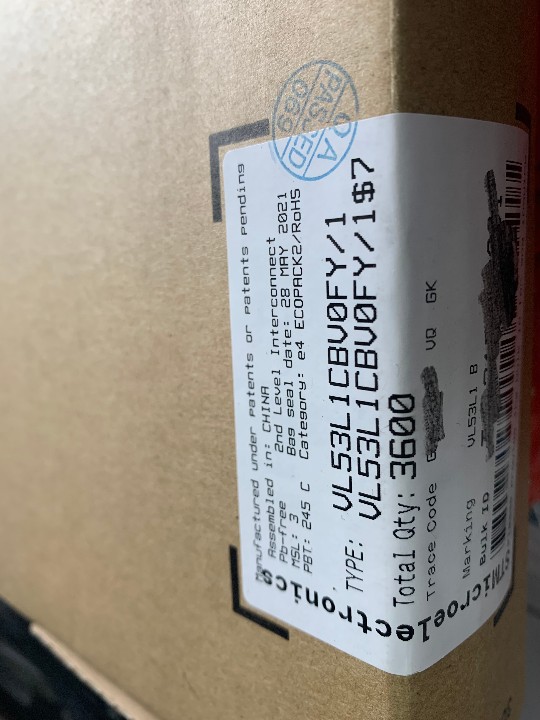 Manufactured under Patents or Patents Pending
Assembled in: CHINA
Pb-free 2nd Level Interconnect
MSL: 3 Bag seal date: 28 MAY 2021
PBT: 245 C Category: e4 ECOPACK2/RoHS
TYPE: VL53L1CBV0FY/1
VL53L1CBV0FY/1$7
Total Qty: 3600
Trace Code VQ GK
Marking VL53L1 B
Bulk ID
STMicroelectronics
QA
PASSED
069